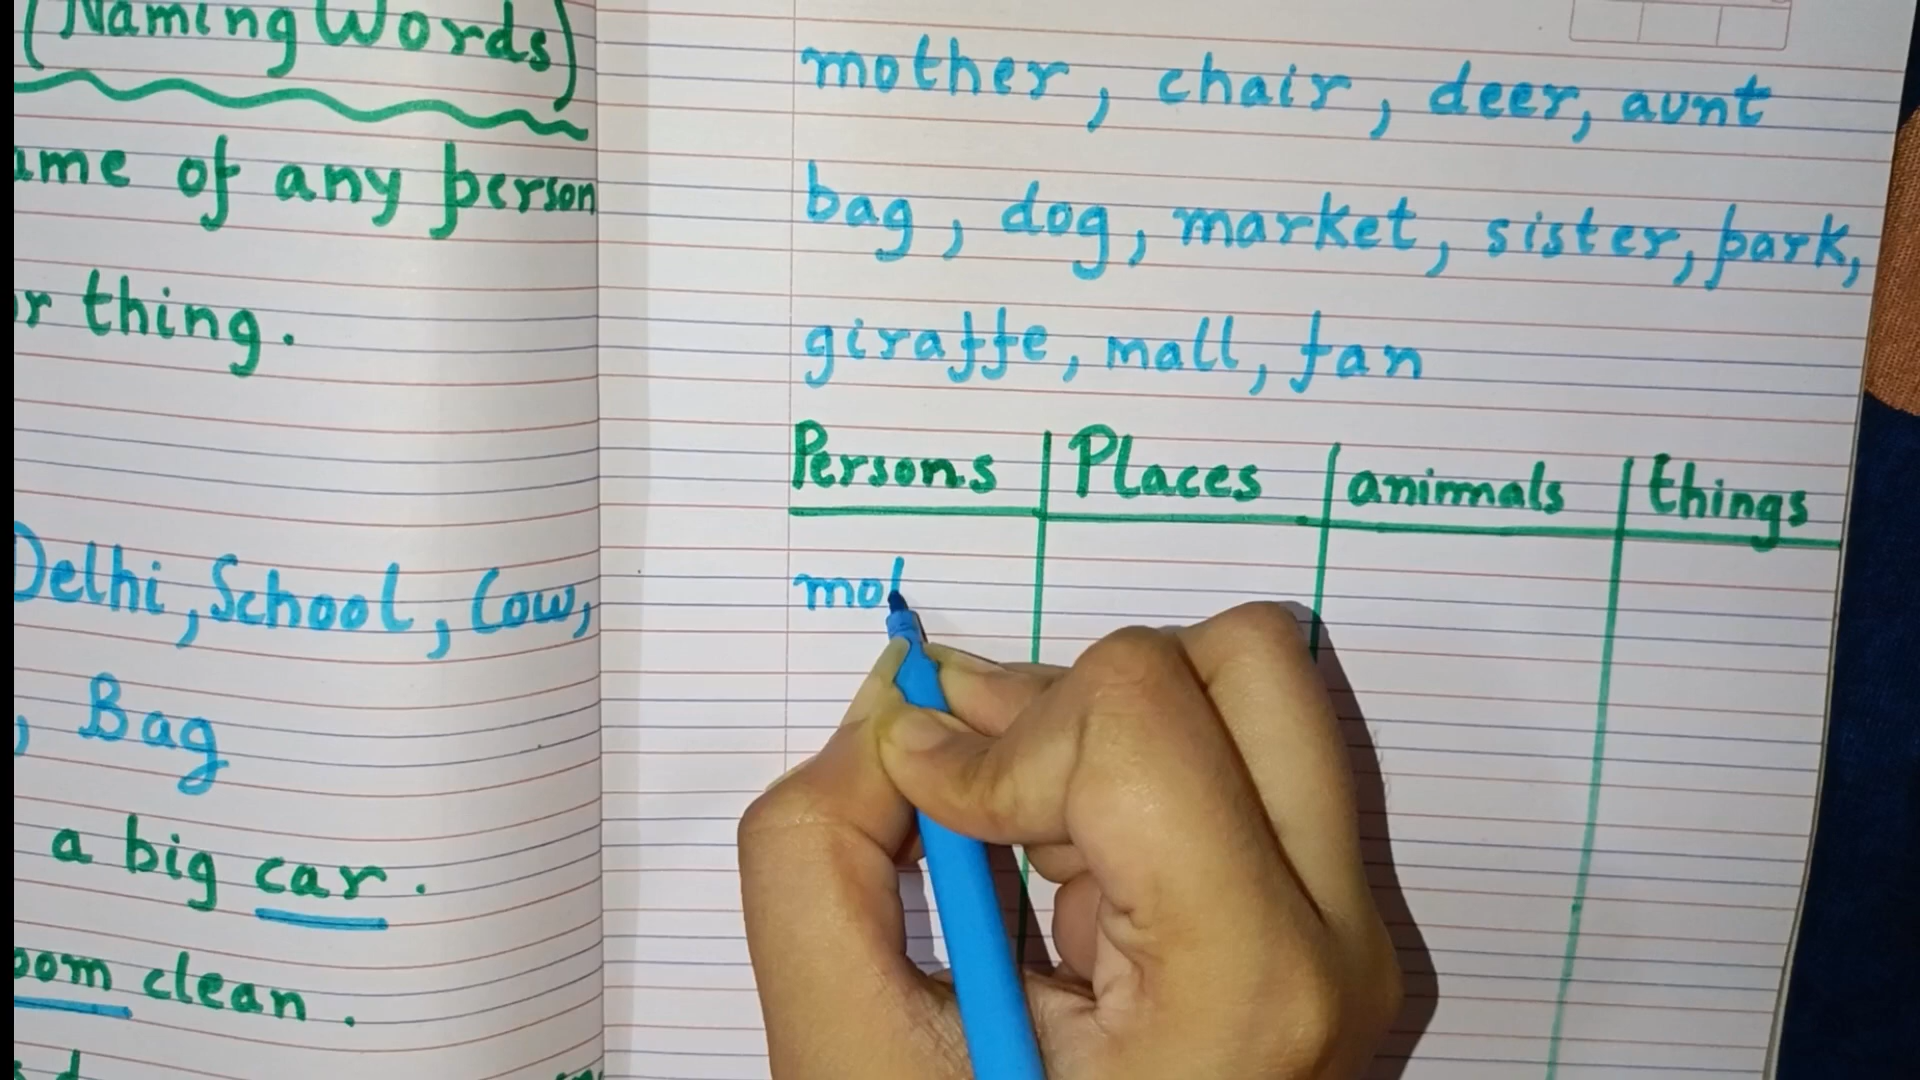 (Naming Words)
ame of any person
r thing.
Delhi, School, Cow,
, Bag
a big car.
oom clean.
mother, chair, deer, aunt
bag, dog, market, sister, park,
giraffe, mall, fan
Persons Places animals things
mot